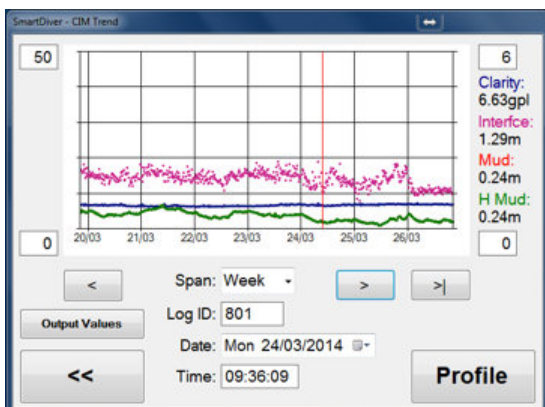 SmartDiver - CIM Trend
50
6
Clarity:
6.63gpl
Interfce:
1.29m
Mud:
0.24m
H Mud:
0.24m
0
0
20/03 21/03 22/03 23/03 24/03 25/03 26/03
< Span: Week > >|
Output Values
Log ID: 801
Date: Mon 24/03/2014
<< Time: 09:36:09 Profile